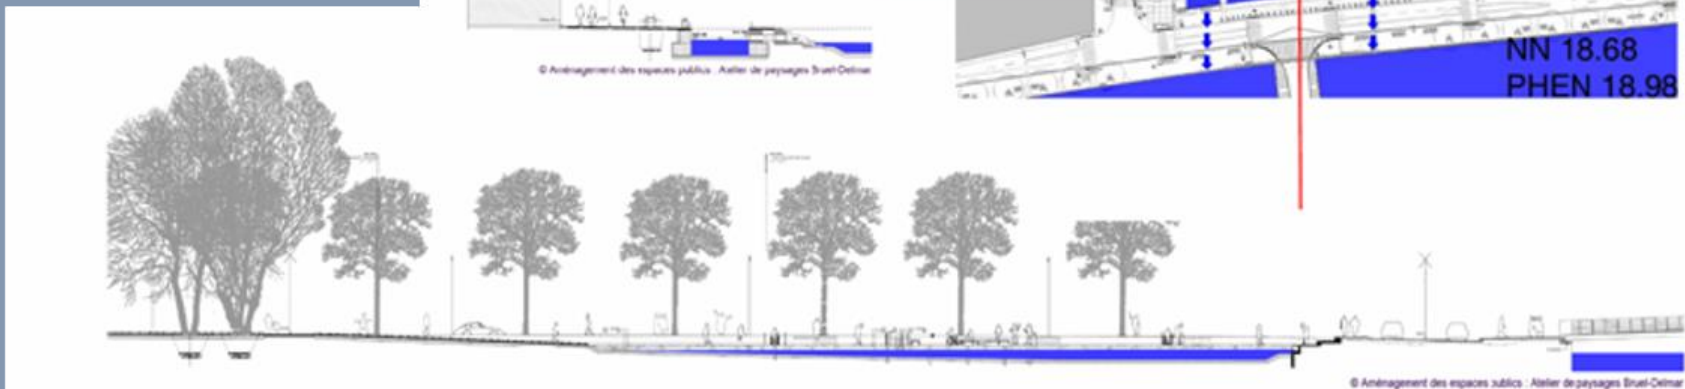 © Aménagement des espaces publics : Atelier de paysages Bruel-Delmar
NN 18.68
PHEN 18.98
© Aménagement des espaces publics : Atelier de paysages Bruel-Delmar